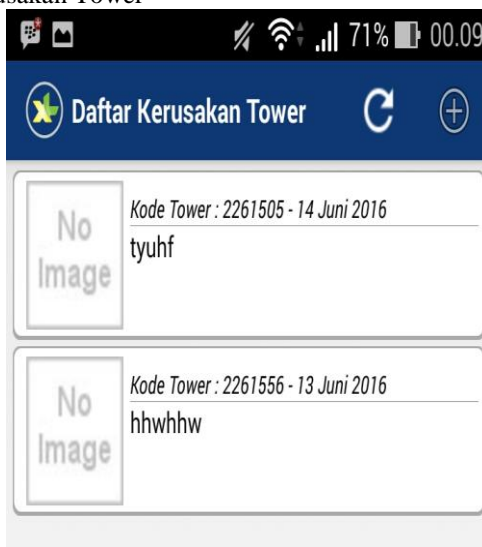 usakan Tower
71% 00.09
Daftar Kerusakan Tower
No
Image
Kode Tower : 2261505 - 14 Juni 2016
tyuhf
No
Image
Kode Tower : 2261556 - 13 Juni 2016
hhwhhw